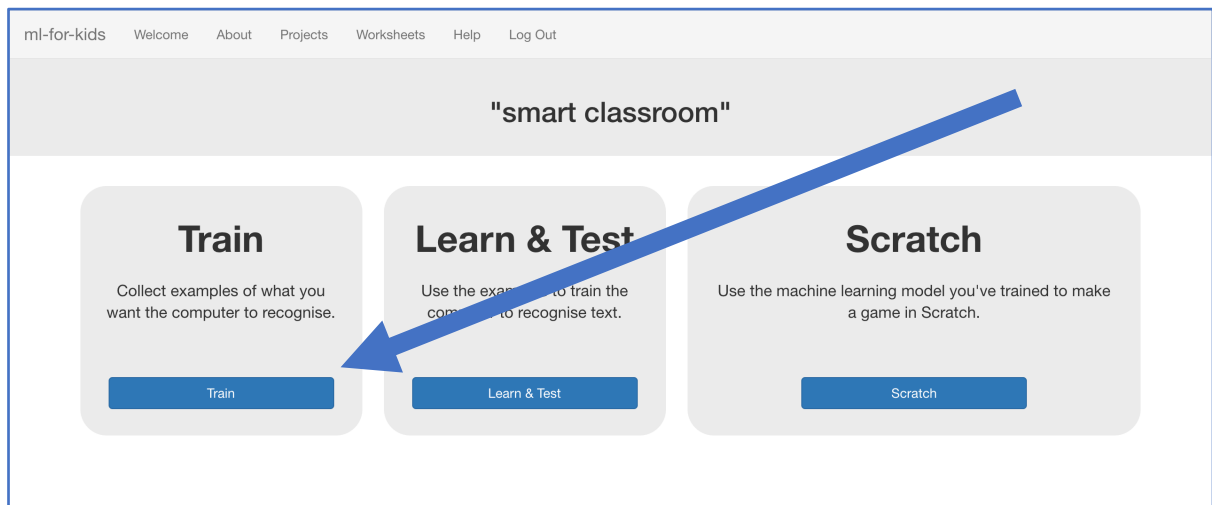 ml-for-kids Welcome About Projects Worksheets Help Log Out
"smart classroom"
Train
Collect examples of what you
want the computer to recognise.
Train
Learn & Test
Use the to train the
to recognise text.
Learn & Test
Scratch
Use the machine learning model you've trained to make
a game in Scratch.
Scratch